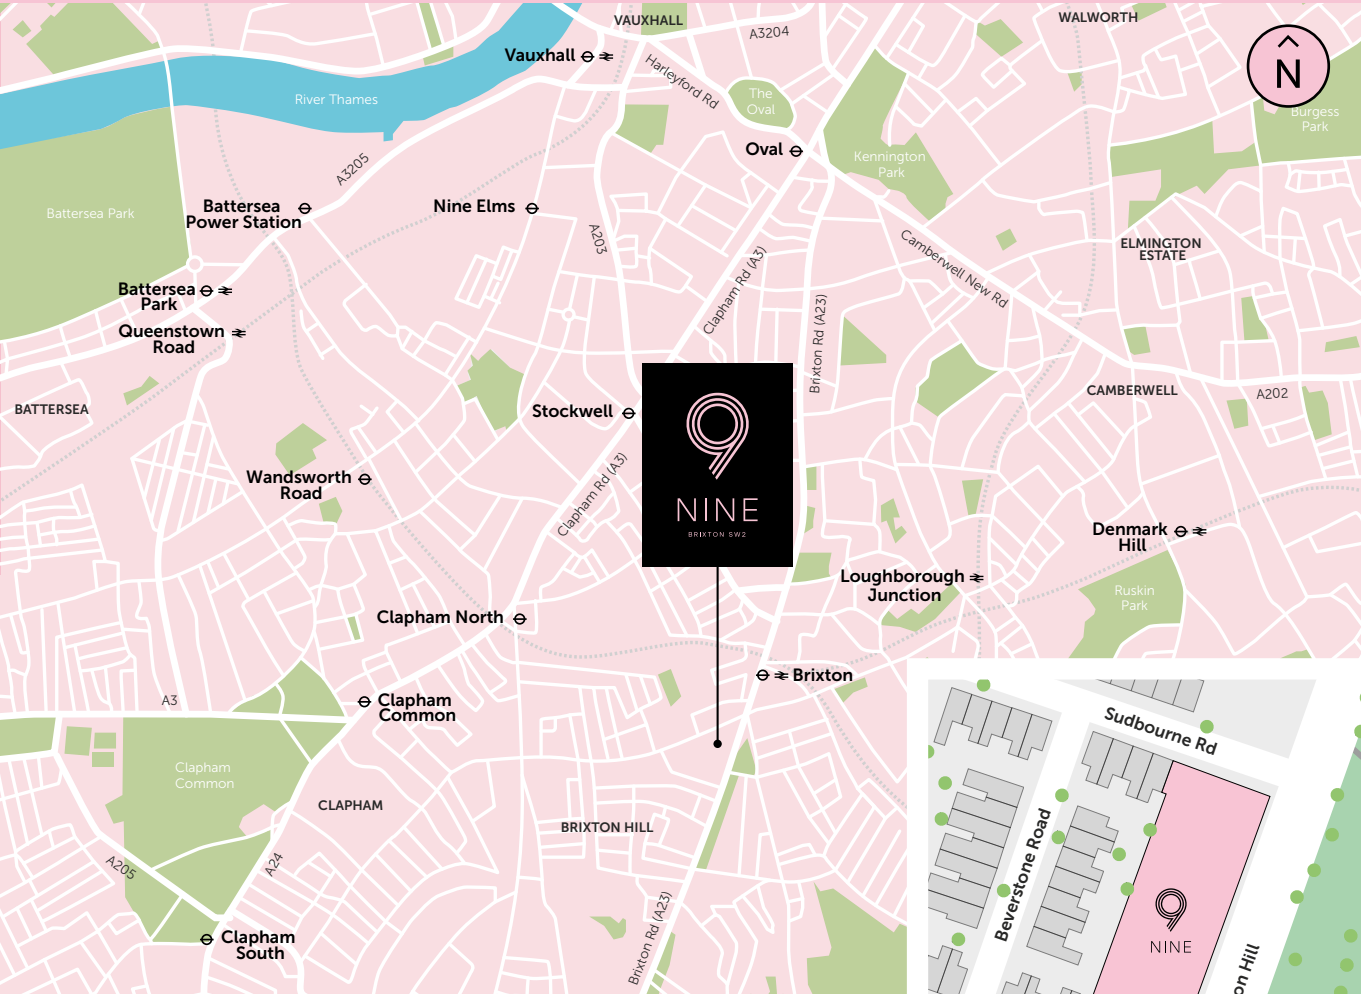 VAUXHALL
WALWORTH
A3204
Vauxhall
Harleyford Rd
N
River Thames
The
Oval
Burgess
Park
Oval
Kennington
Park
A3205
Battersea Park
Battersea
Power Station
Nine Elms
A203
Clapham Rd (A3)
Camberwell New Rd
ELMINGTON
ESTATE
Battersea
Park
Queenstown
Road
Brixton Rd (A23)
BATTERSEA
Stockwell
CAMBERWELL
A202
9
NINE
BRIXTON SW2
Wandsworth
Road
Clapham Rd (A3)
Denmark
Hill
Loughborough
Junction
Ruskin
Park
Clapham North
Brixton
A3
Clapham
Common
Clapham
Common
CLAPHAM
BRIXTON HILL
A205
A24
Brixton Rd (A23)
Clapham
South
Sudbourne Rd
Beverstone Road
9
NINE
on Hill